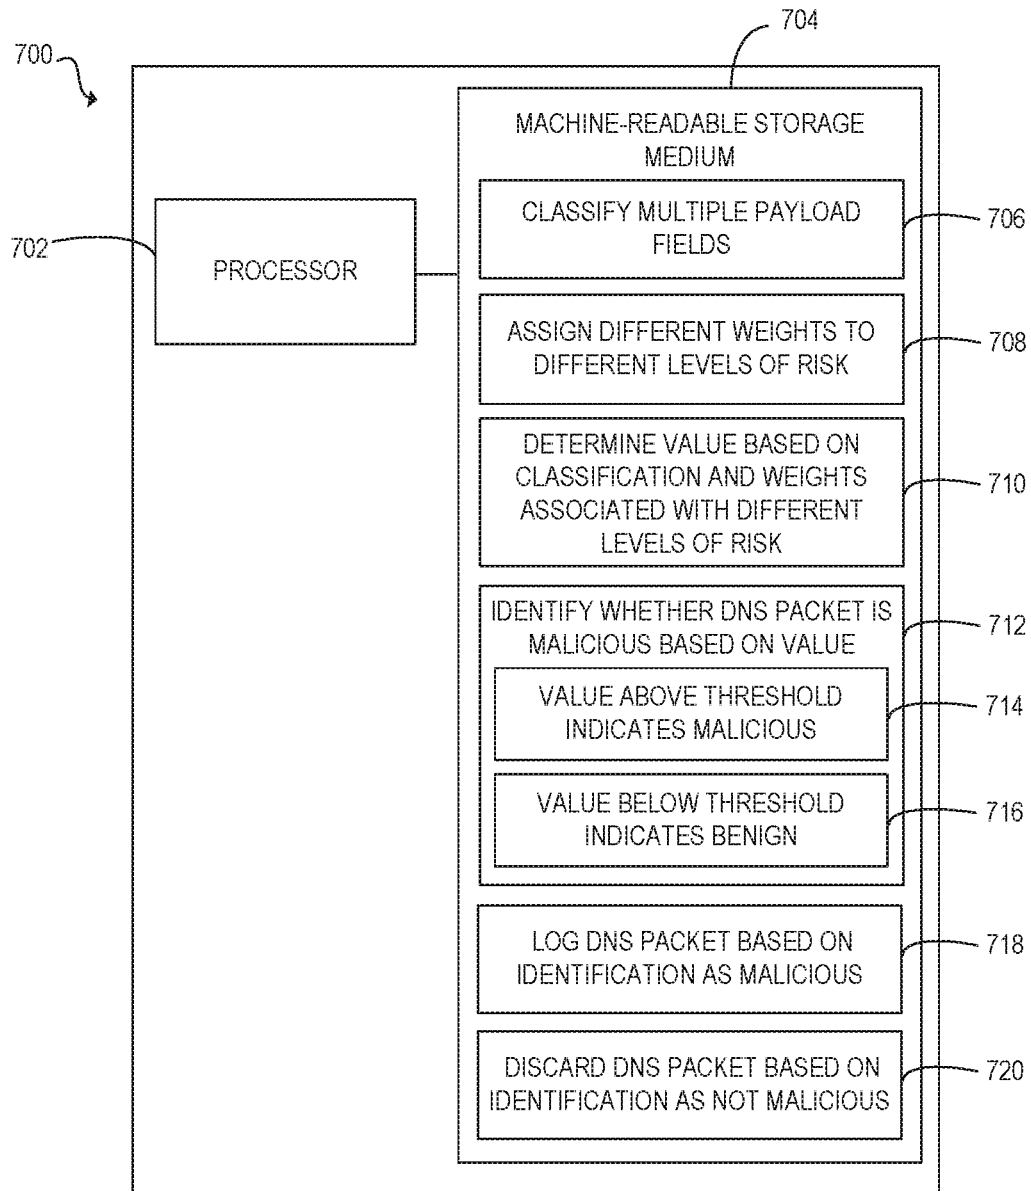 704
700
MACHINE-READABLE STORAGE
MEDIUM
CLASSIFY MULTIPLE PAYLOAD
FIELDS
706
702
PROCESSOR
ASSIGN DIFFERENT WEIGHTS TO
DIFFERENT LEVELS OF RISK
708
DETERMINE VALUE BASED ON
CLASSIFICATION AND WEIGHTS
ASSOCIATED WITH DIFFERENT
LEVELS OF RISK
710
IDENTIFY WHETHER DNS PACKET IS
MALICIOUS BASED ON VALUE
712
VALUE ABOVE THRESHOLD
INDICATES MALICIOUS
714
VALUE BELOW THRESHOLD
INDICATES BENIGN
716
LOG DNS PACKET BASED ON
IDENTIFICATION AS MALICIOUS
718
DISCARD DNS PACKET BASED ON
IDENTIFICATION AS NOT MALICIOUS
720